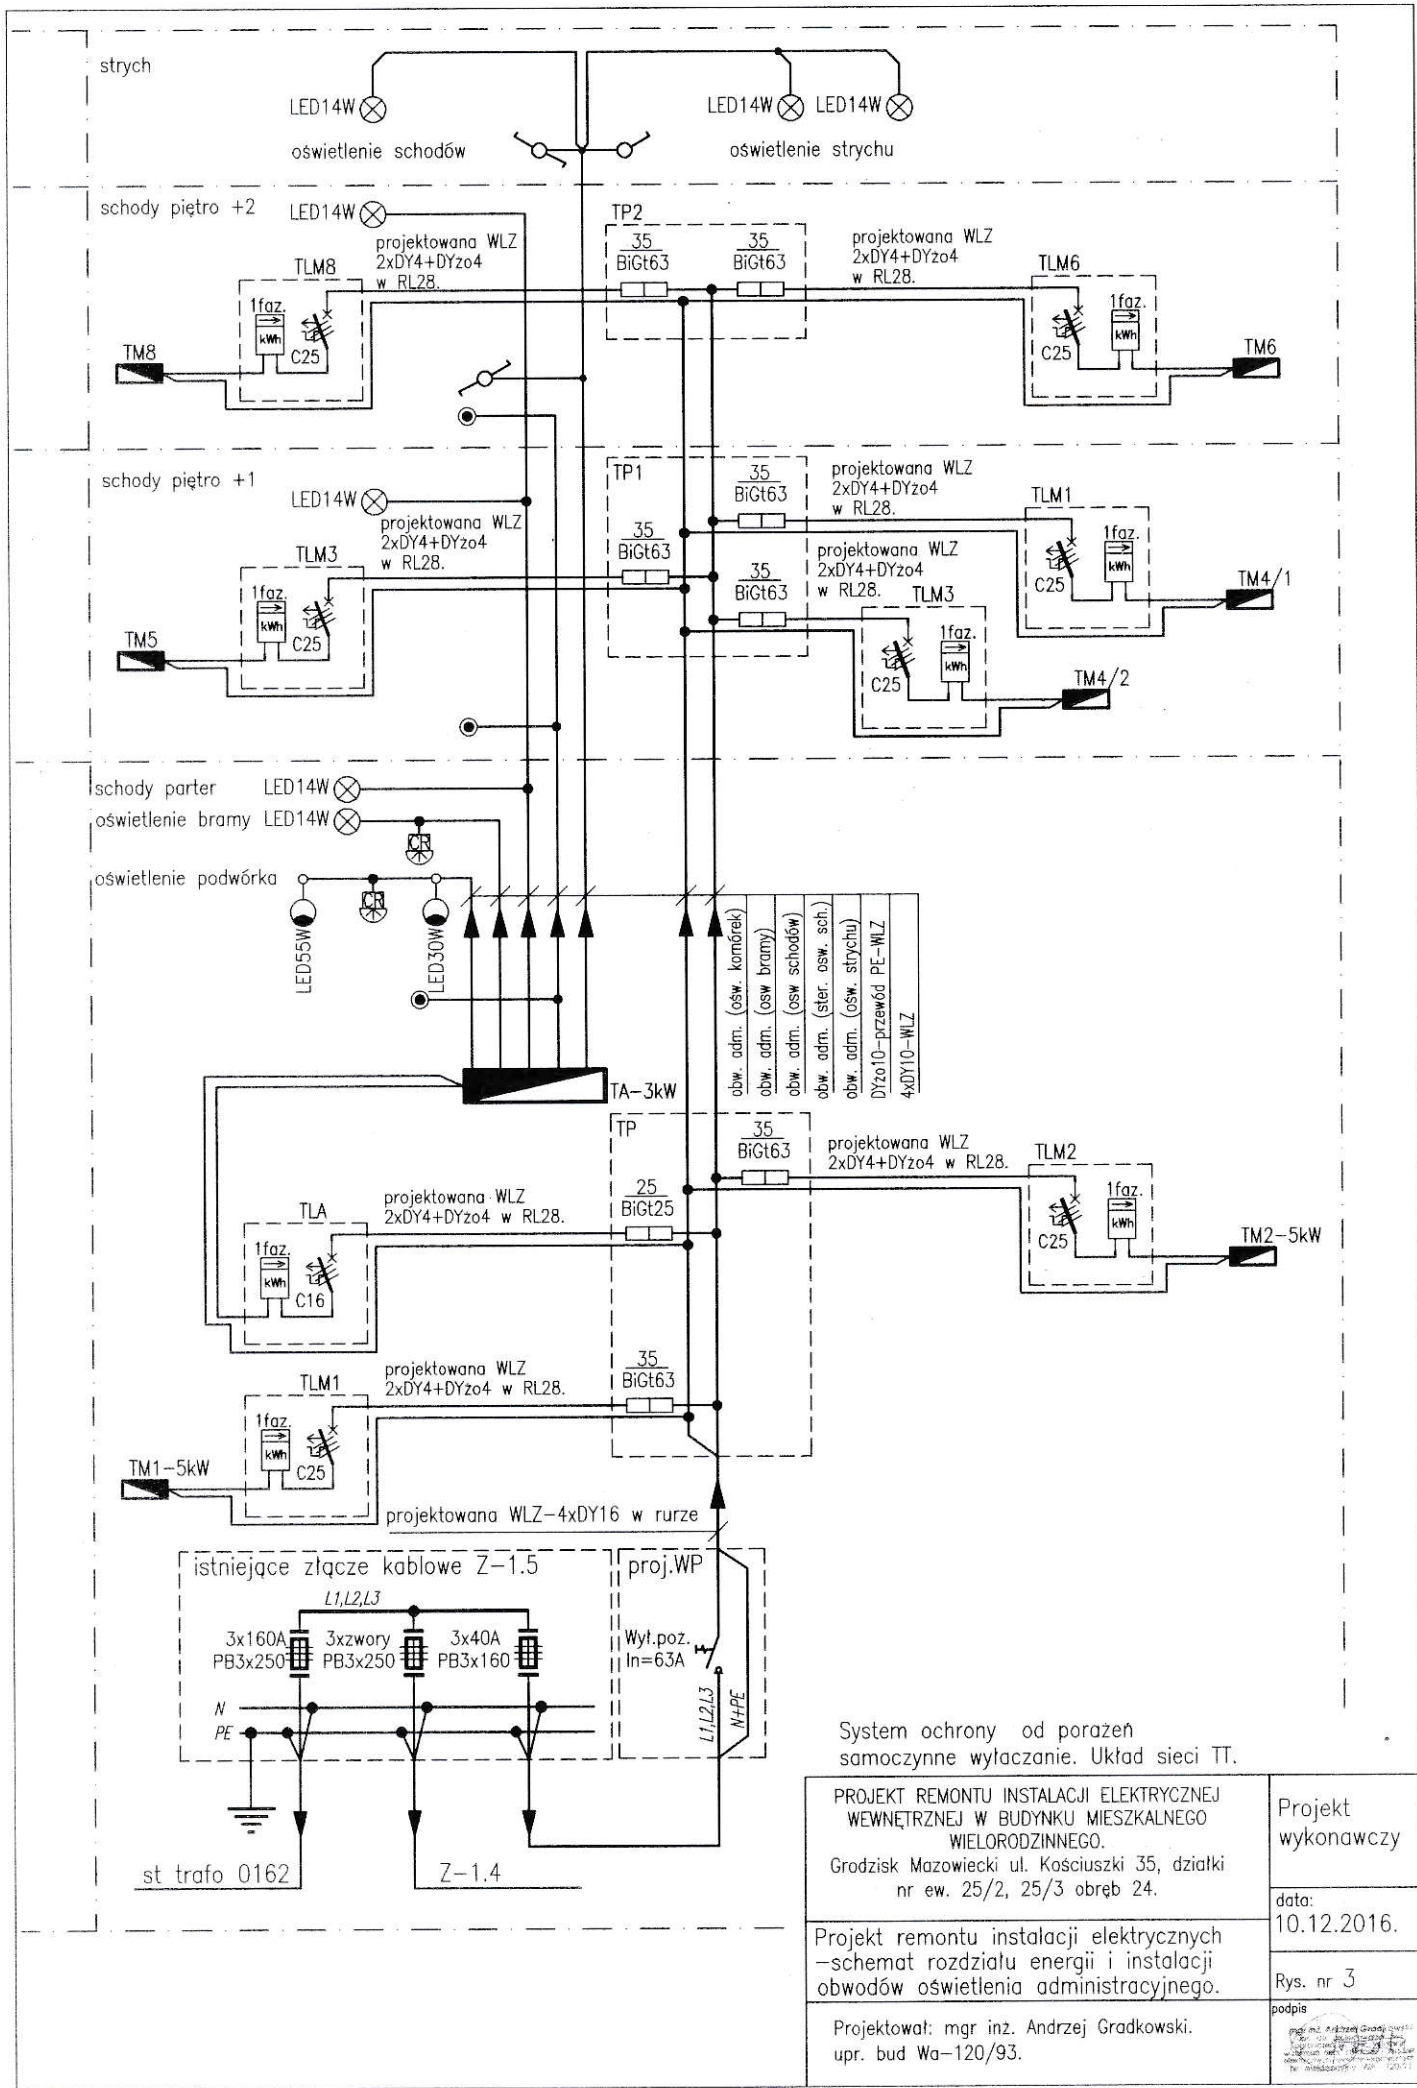 strych
LED14W
LED14W
LED14W
oświetlenie schodów
oświetlenie strychu
schody piętro +2
LED14W
TP2
projektowana WLZ
2xDY4+DYżo4
w RL28.
35
BiGt63
35
BiGt63
projektowana WLZ
2xDY4+DYżo4
w RL28.
TLM8
TLM6
1faz.
kWh
C25
1faz.
kWh
C25
TM8
TM6
schody piętro +1
LED14W
TP1
projektowana WLZ
2xDY4+DYżo4
w RL28.
35
BiGt63
35
BiGt63
35
BiGt63
projektowana WLZ
2xDY4+DYżo4
w RL28.
projektowana WLZ
2xDY4+DYżo4
w RL28.
TLM1
TLM3
TLM3
1faz.
kWh
C25
1faz.
kWh
C25
1faz.
kWh
C25
TM4/1
TM5
TM4/2
schody parter
LED14W
oświetlenie bramy
LED14W
CR
oświetlenie podwórka
CR
LED55W
LED30W
obw. adm. (ośw. komórek)
obw. adm. (osw bramy)
obw. adm. (osw schodów)
obw. adm. (ster. osw. sch.)
obw. adm. (ośw. strychu)
DYżo10-przewód PE-WLZ
4xDY10-WLZ
TA-3kW
TP
35
BiGt63
projektowana WLZ
2xDY4+DYżo4 w RL28.
TLM2
1faz.
kWh
C25
TM2-5kW
TLA
projektowana WLZ
2xDY4+DYżo4 w RL28.
25
BiGt25
1faz.
kWh
C16
TLM1
projektowana WLZ
2xDY4+DYżo4 w RL28.
35
BiGt63
1faz.
kWh
C25
TM1-5kW
projektowana WLZ-4xDY16 w rurze
istniejące złącze kablowe Z-1.5
proj.WP
L1,L2,L3
3x160A
PB3x250
3xzwory
PB3x250
3x40A
PB3x160
Wył.poż.
In=63A
N
PE
L1,L2,L3
N+PE
st trafo 0162
Z-1.4
System ochrony od porażeń
samoczynne wyłaczanie. Układ sieci TT.
PROJEKT REMONTU INSTALACJI ELEKTRYCZNEJ
WEWNĘTRZNEJ W BUDYNKU MIESZKALNEGO
WIELORODZINNEGO.
Grodzisk Mazowiecki ul. Kościuszki 35, działki
nr ew. 25/2, 25/3 obręb 24.
Projekt
wykonawczy
data:
10.12.2016.
Projekt remontu instalacji elektrycznych
-schemat rozdziału energii i instalacji
obwodów oświetlenia administracyjnego.
Rys. nr 3
Projektował: mgr inż. Andrzej Gradkowski.
upr. bud Wa-120/93.
podpis